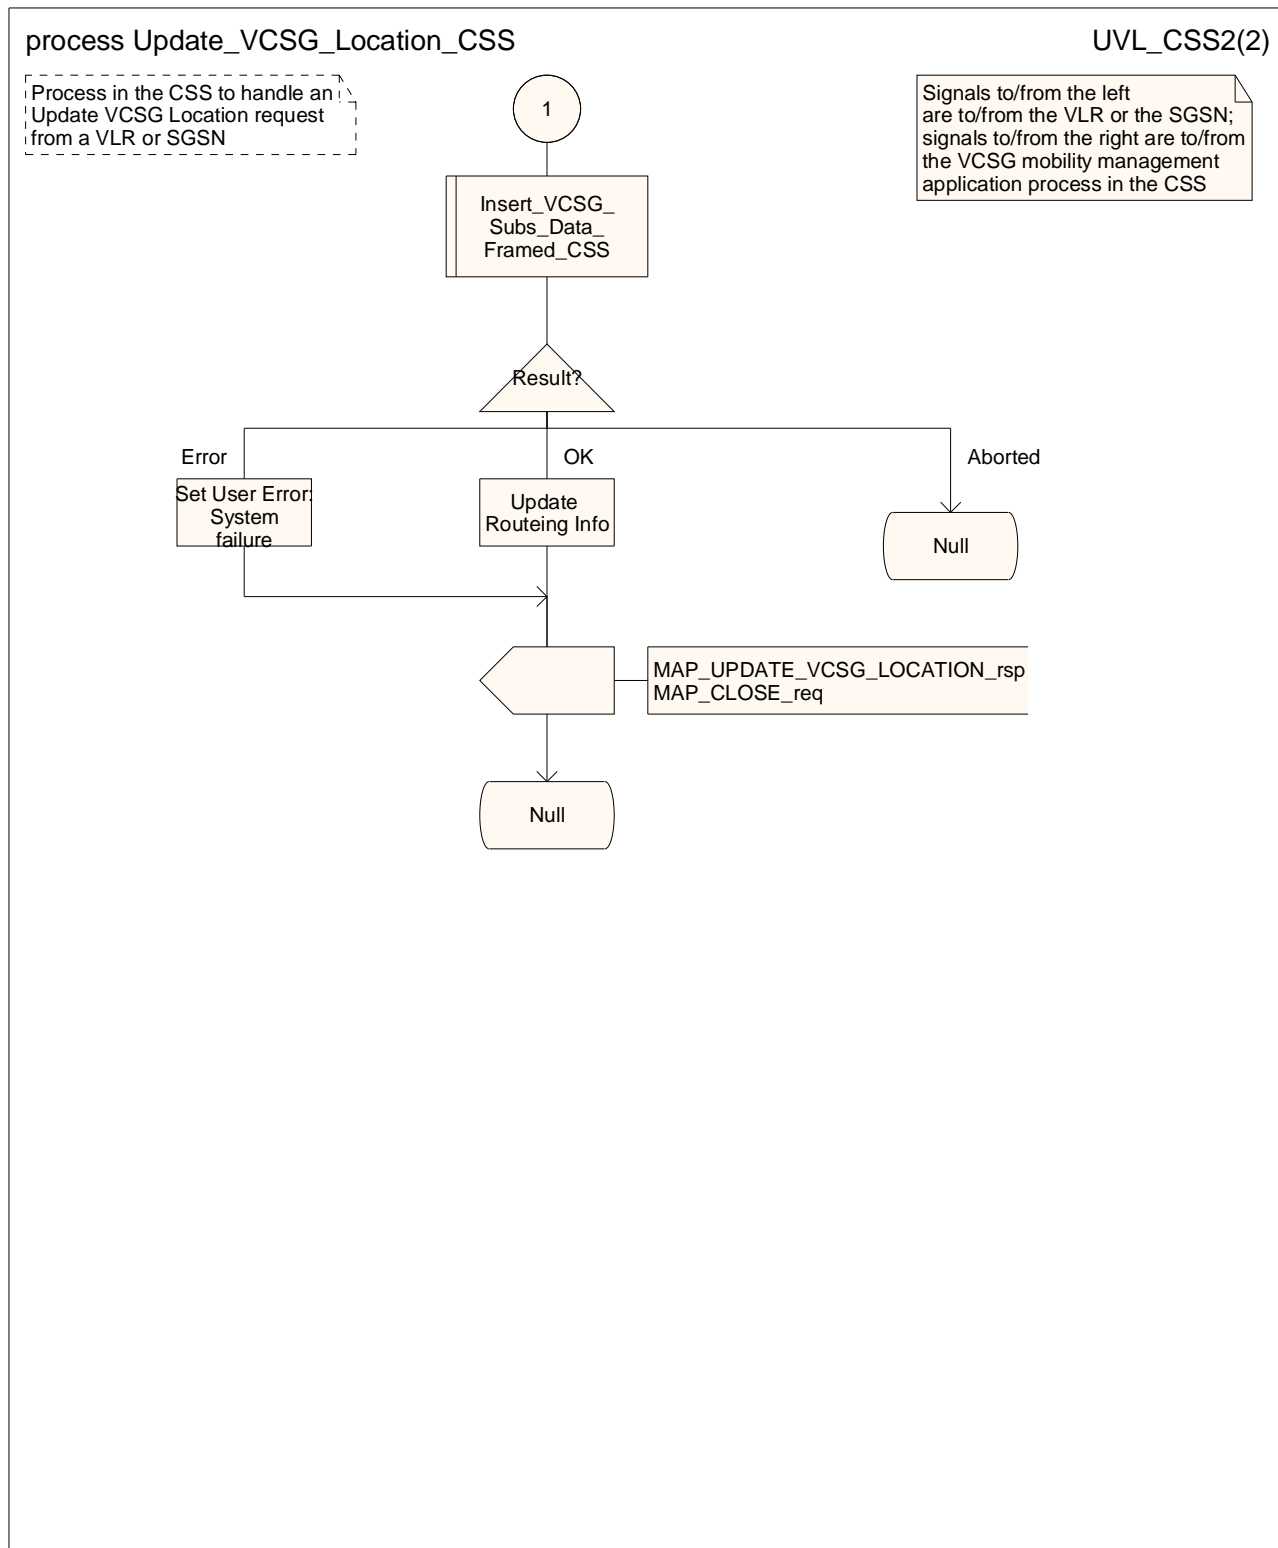 process Update_VCSG_Location_CSS
UVL_CSS2(2)
Process in the CSS to handle an
Update VCSG Location request
from a VLR or SGSN
1
Signals to/from the left
are to/from the VLR or the SGSN;
signals to/from the right are to/from
the VCSG mobility management
application process in the CSS
Insert_VCSG_
Subs_Data_
Framed_CSS
Result?
Error
OK
Aborted
Set User Error:
System
failure
Update
Routeing Info
Null
MAP_UPDATE_VCSG_LOCATION_rsp
MAP_CLOSE_req
Null